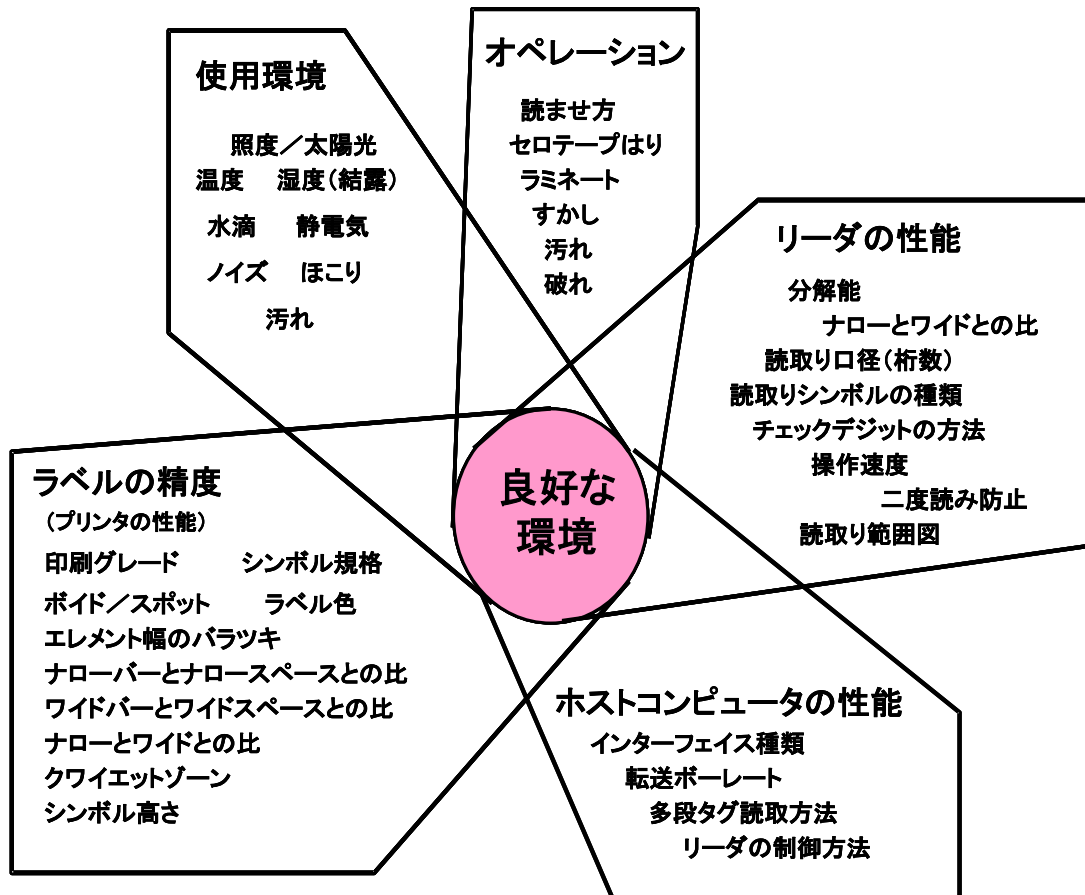 使用環境
照度／太陽光
温度　湿度（結露）
水滴　静電気
ノイズ　ほこり
汚れ
オペレーション
読ませ方
セロテープはり
ラミネート
すかし
汚れ
破れ
リーダの性能
分解能
ナローとワイドとの比
読取り口径（桁数）
読取りシンボルの種類
チェックデジットの方法
操作速度
二度読み防止
読取り範囲図
良好な
環境
ラベルの精度
（プリンタの性能）
印刷グレード　シンボル規格
ボイド／スポット　ラベル色
エレメント幅のバラツキ
ナローバーとナロースペースとの比
ワイドバーとワイドスペースとの比
ナローとワイドとの比
クワイエットゾーン
シンボル高さ
ホストコンピュータの性能
インターフェイス種類
転送ボーレート
多段タグ読取方法
リーダの制御方法